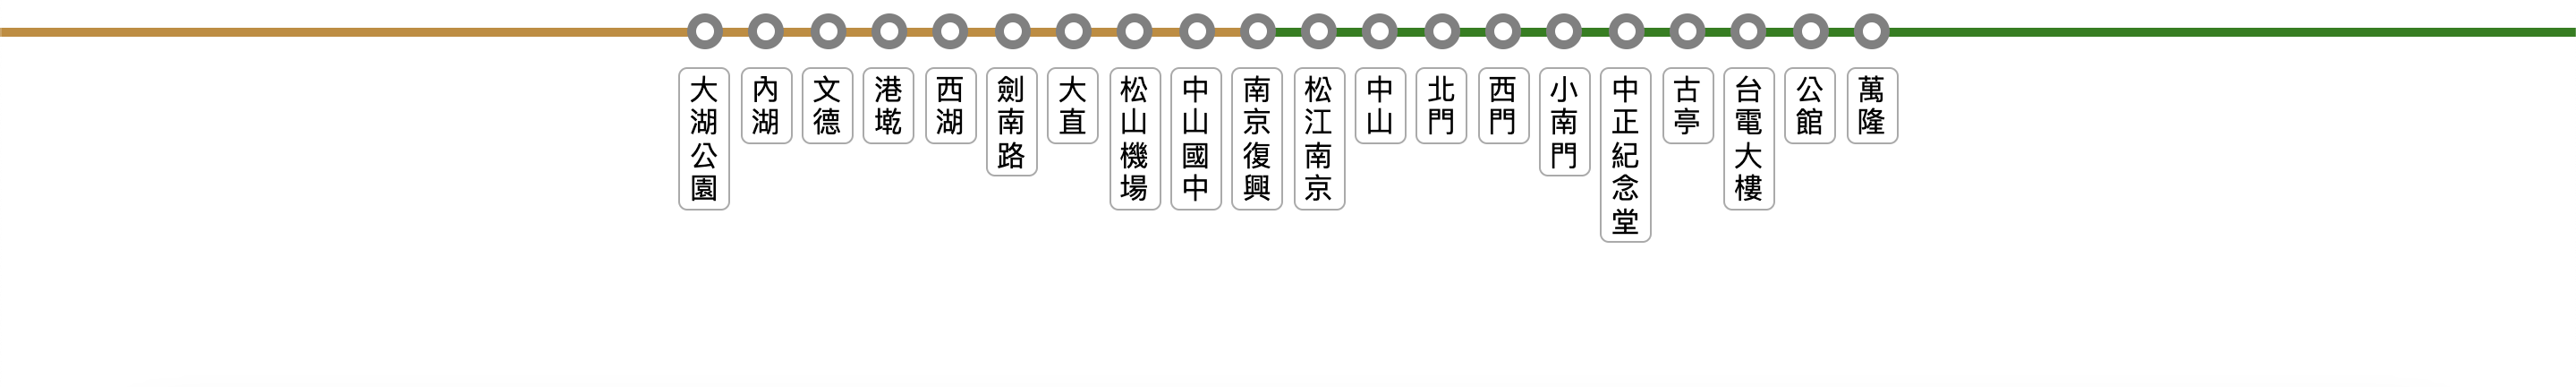 大湖公園
內湖
文德
港墘
西湖
劍南路
大直
松山機場
中山國中
南京復興
松江南京
中山
北門
西門
小南門
中正紀念堂
古亭
台電大樓
公館
萬隆